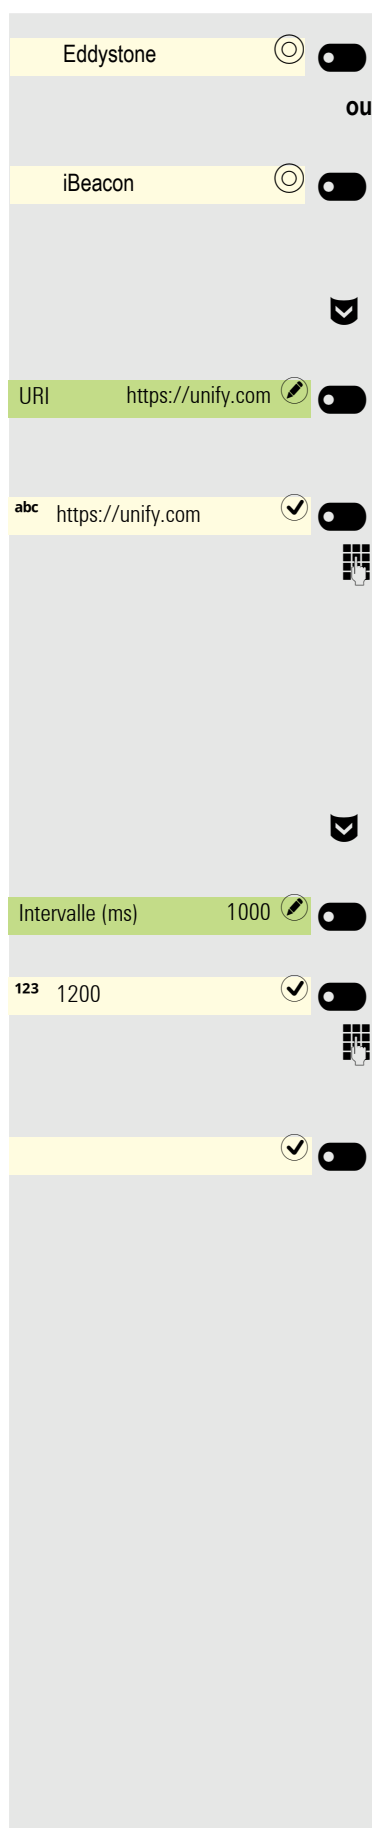 Eddystone
ou
iBeacon
URI https://unify.com
abc https://unify.com
Intervalle (ms) 1000
123 1200